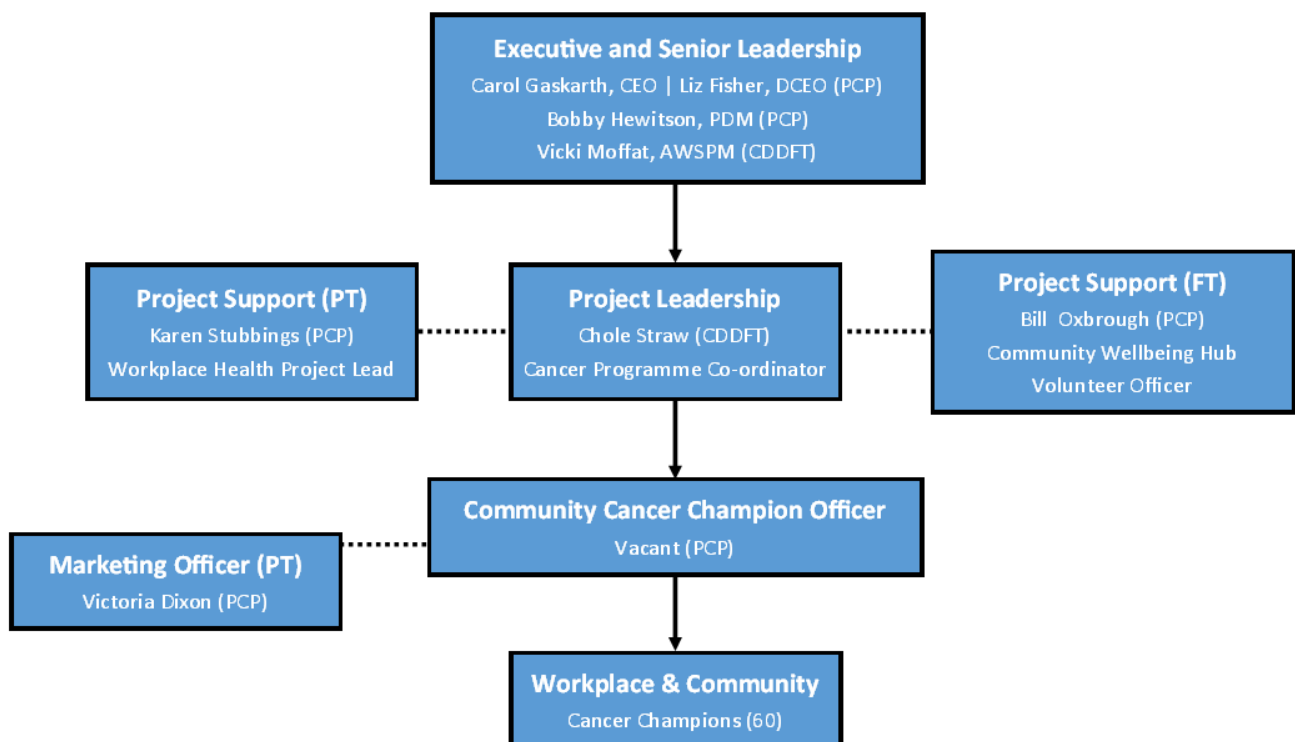 Executive and Senior Leadership
Carol Gaskarth, CEO | Liz Fisher, DCEO (PCP)
Bobby Hewitson, PDM (PCP)
Vicki Moffat, AWSPM (CDDFT)
Project Support (PT)
Karen Stubbings (PCP)
Workplace Health Project Lead
Project Leadership
Chole Straw (CDDFT)
Cancer Programme Co-ordinator
Project Support (FT)
Bill Oxbrough (PCP)
Community Wellbeing Hub
Volunteer Officer
Community Cancer Champion Officer
Vacant (PCP)
Marketing Officer (PT)
Victoria Dixon (PCP)
Workplace & Community
Cancer Champions (60)